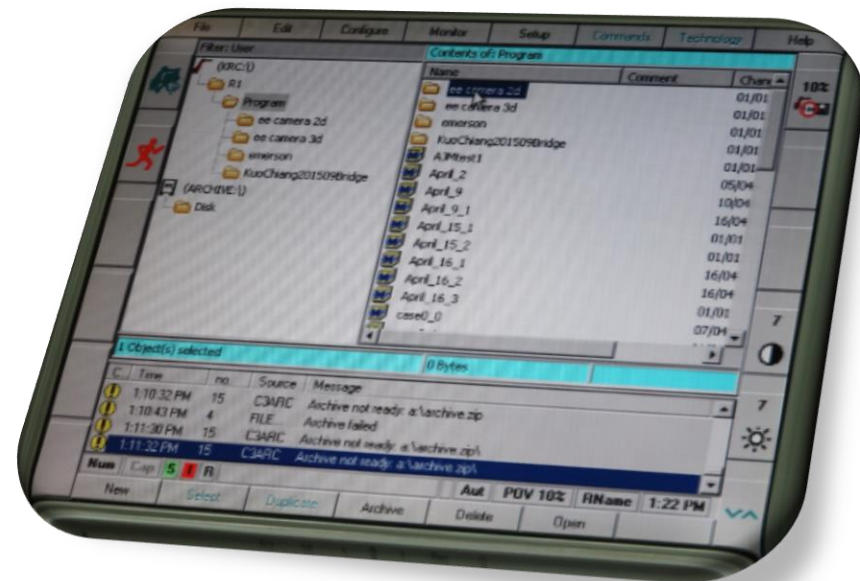 File Edit Configure Monitor Setup Commands Technology Help
Filter: User Contents of: Program
(KRC:\)
R1
Program
ee camera 2d
ee camera 3d
emerson
KuoChiang201509Bridge
(ARCHIVE:\)
Disk
Name Comment
ee camera 2d 01/01
ee camera 3d 01/01
emerson 01/01
KuoChiang201509Bridge 01/01
AJMtest1 01/01
April_2 05/04
April_9 10/04
April_9_1 16/04
April_15_1 01/01
April_15_2 01/01
April_16_1 16/04
April_16_2 16/04
April_16_3 01/01
case0_0 07/04
10%
7
7
1 Object(s) selected 0 Bytes
C... Time no. Source Message
1:10:32 PM 15 C3ARC Archive not ready: a:\archive.zip
1:10:43 PM 4 FILE... Archive failed
1:11:30 PM 15 C3ARC Archive not ready: a:\archive.zip\
1:11:32 PM 15 C3ARC Archive not ready: a:\archive.zip\
Num Cap S I R Aut POV 10% RName 1:22 PM
New Select Duplicate Archive Delete Open